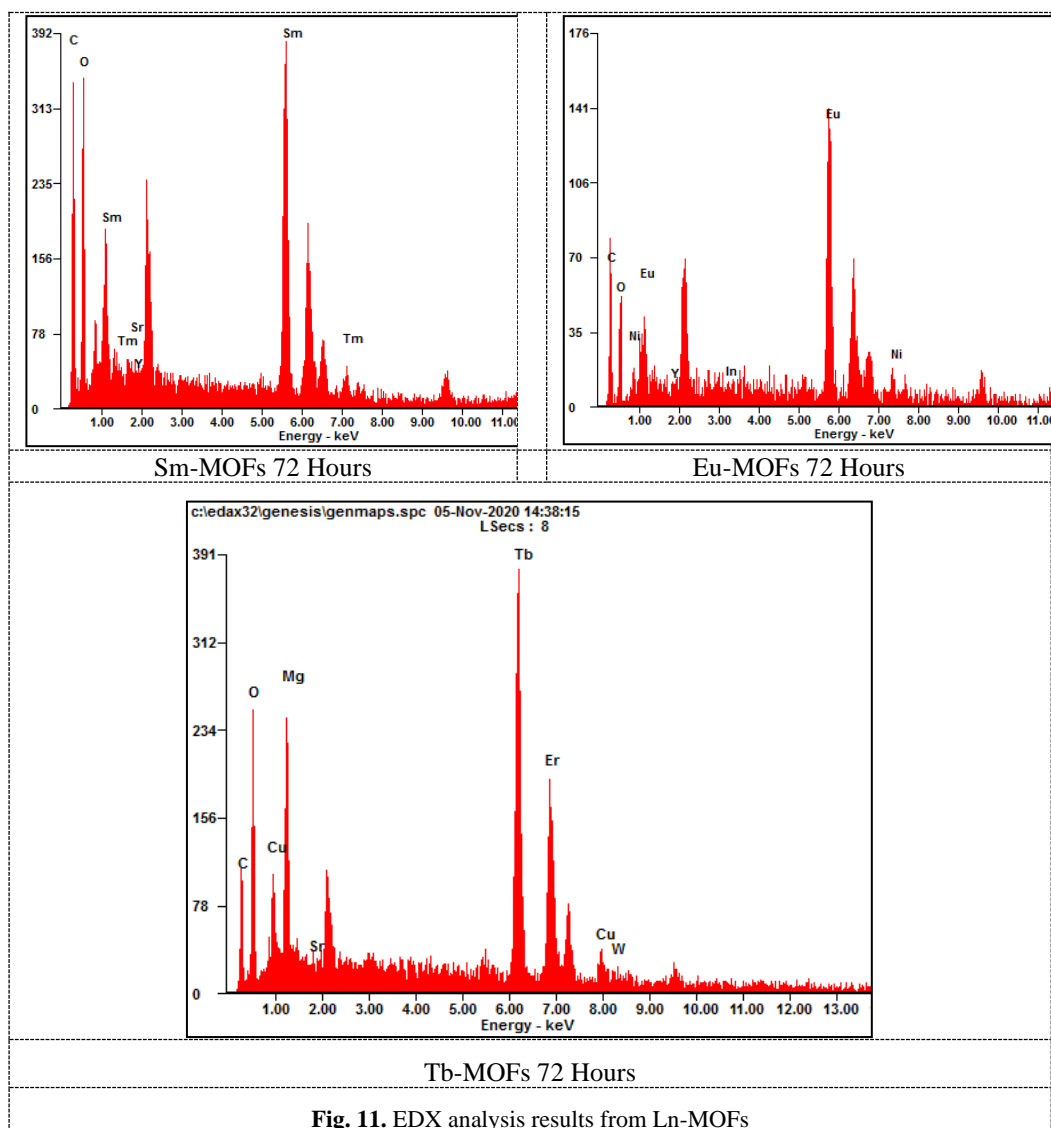 392
313
235
156
78
0
C
O
Sm
Tm
Sr
Y
Sm
Tm
1.00 2.00 3.00 4.00 5.00 6.00 7.00 8.00 9.00 10.00 11.00
Energy - keV
Sm-MOFs 72 Hours
176
141
106
70
35
0
C
O
Ni
Eu
Y
In
Eu
Ni
1.00 2.00 3.00 4.00 5.00 6.00 7.00 8.00 9.00 10.00 11.00
Energy - keV
Eu-MOFs 72 Hours
c:\edax32\genesis\genmaps.spc 05-Nov-2020 14:38:15
LSecs : 8
391
312
234
156
78
0
C
O
Cu
Mg
Sr
Tb
Er
Cu
W
1.00 2.00 3.00 4.00 5.00 6.00 7.00 8.00 9.00 10.00 11.00 12.00 13.00
Energy - keV
Tb-MOFs 72 Hours
Fig. 11. EDX analysis results from Ln-MOFs